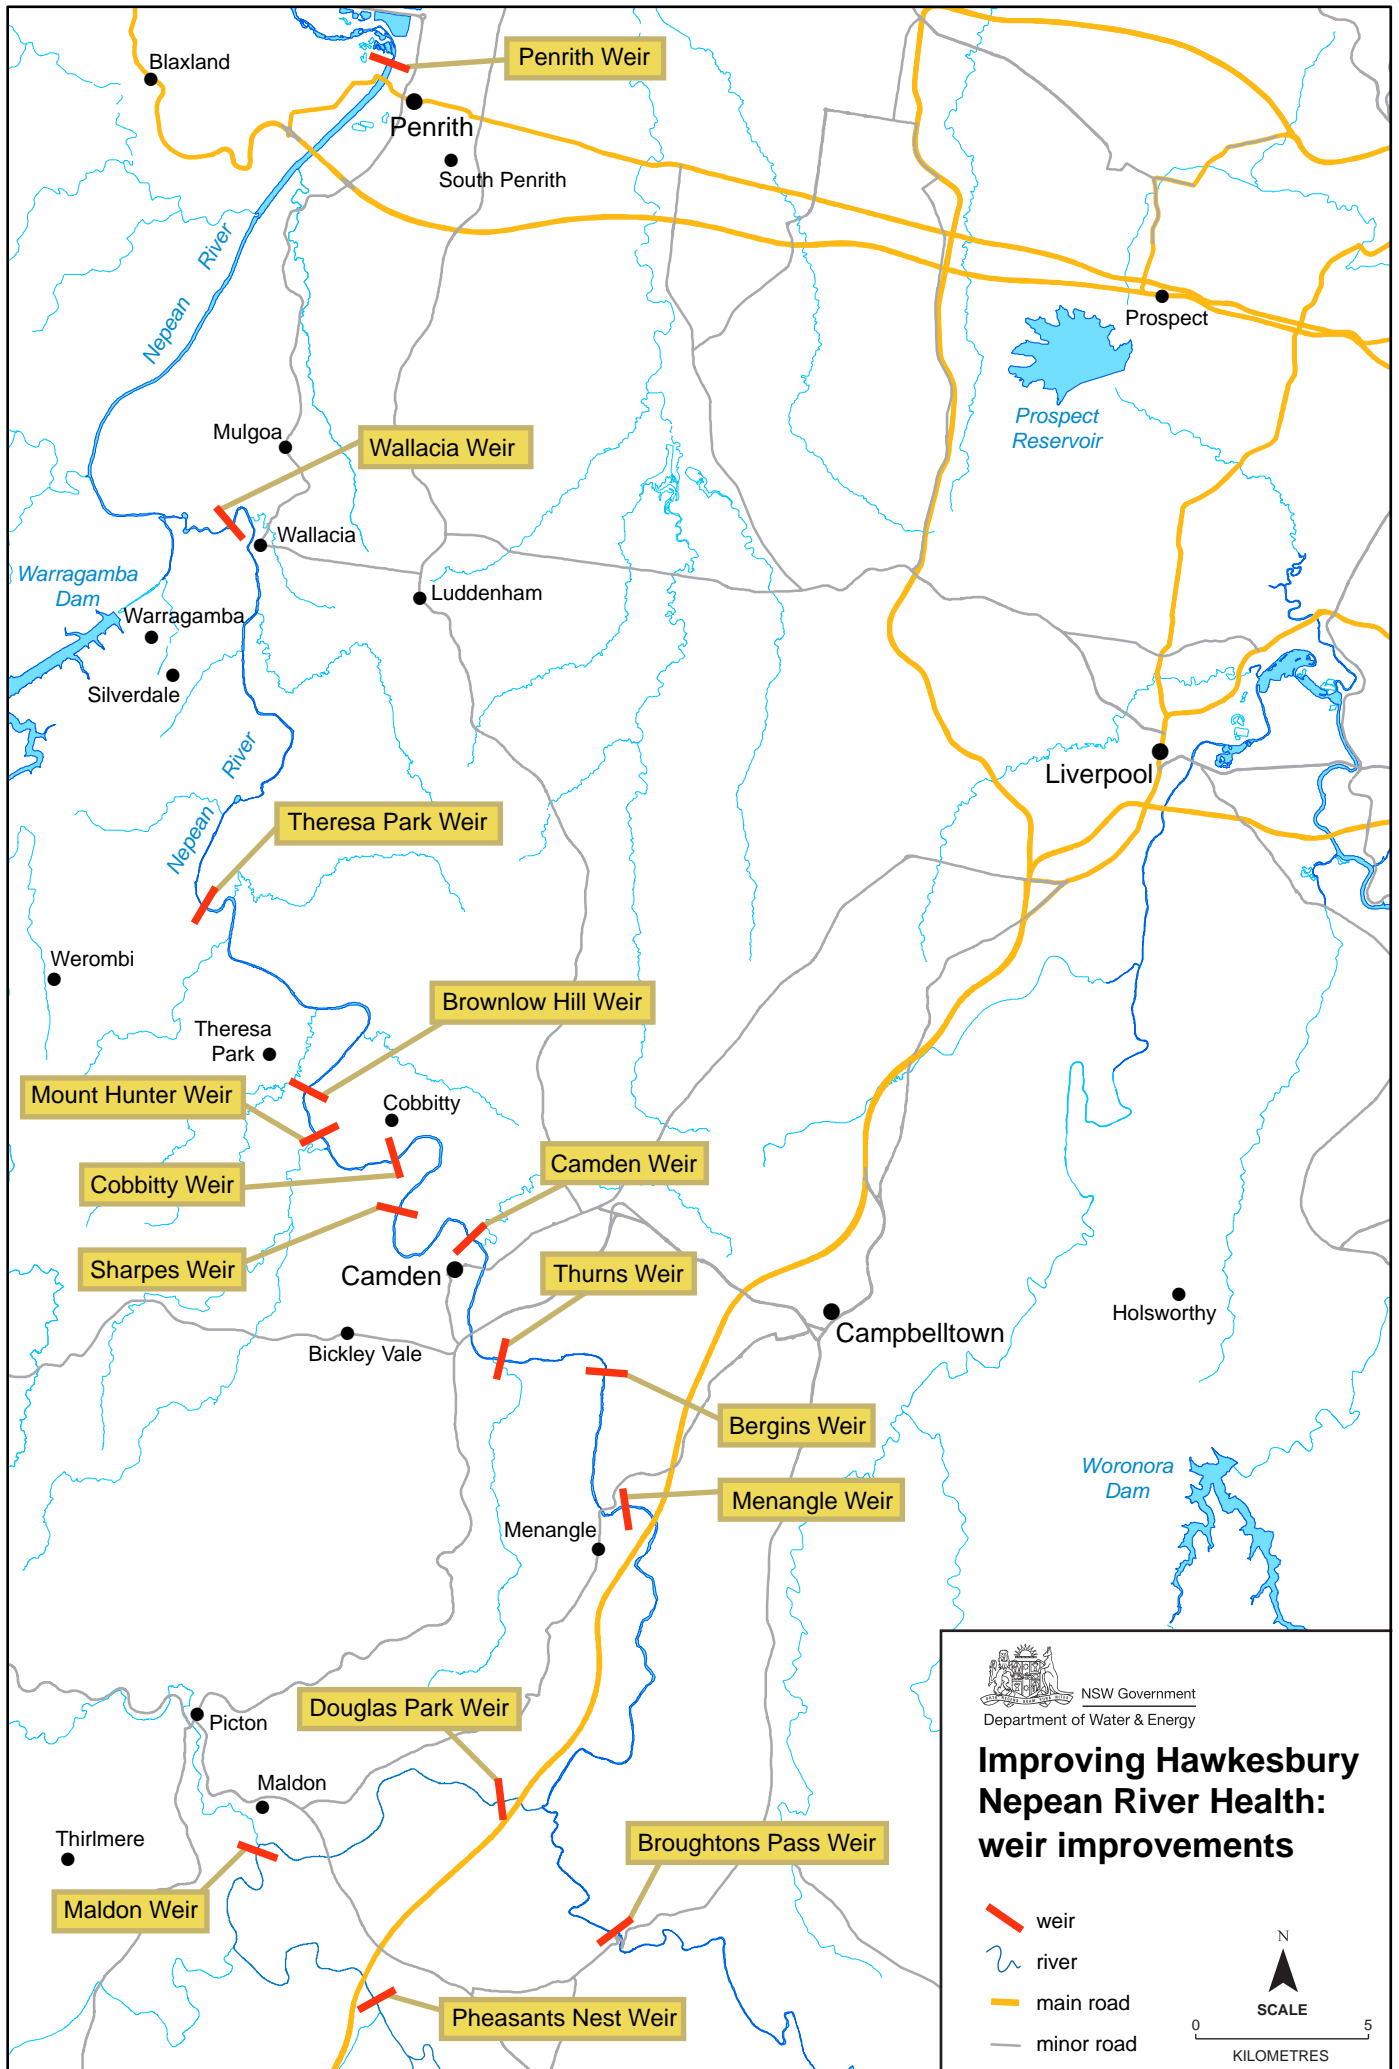 Blaxland
Penrith Weir
Penrith
South Penrith
River
Nepean
Prospect
Prospect
Reservoir
Mulgoa
Wallacia Weir
Wallacia
Warragamba
Dam
Luddenham
Warragamba
Silverdale
River
Liverpool
Nepean
Theresa Park Weir
Werombi
Brownlow Hill Weir
Theresa
Park
Mount Hunter Weir
Cobbitty
Camden Weir
Cobbitty Weir
Sharpes Weir
Camden
Thurns Weir
Holsworthy
Campbelltown
Bickley Vale
Bergins Weir
Woronora
Dam
Menangle Weir
Menangle
Douglas Park Weir
Picton
Maldon
Thirlmere
Broughtons Pass Weir
Maldon Weir
Pheasants Nest Weir
NSW Government
Department of Water & Energy
Improving Hawkesbury
Nepean River Health:
weir improvements
weir
river
main road
minor road
N
SCALE
0 5
KILOMETRES